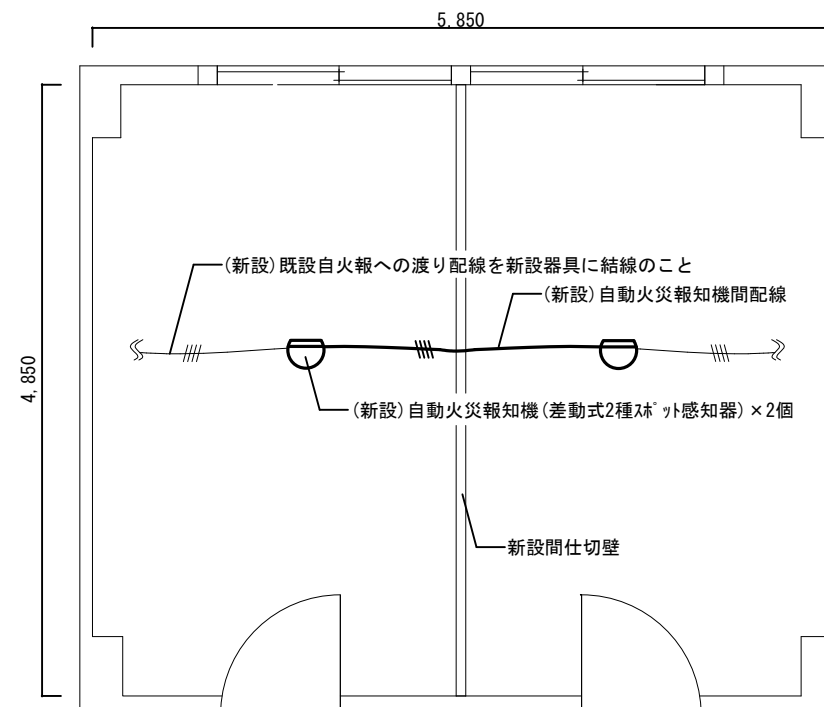 5,850
(新設)既設自火報への渡り配線を新設器具に結線のこと
(新設)自動火災報知機間配線
4,850
(新設)自動火災報知機(差動式2種ｽﾎﾟｯﾄ感知器)×2個
新設間仕切壁